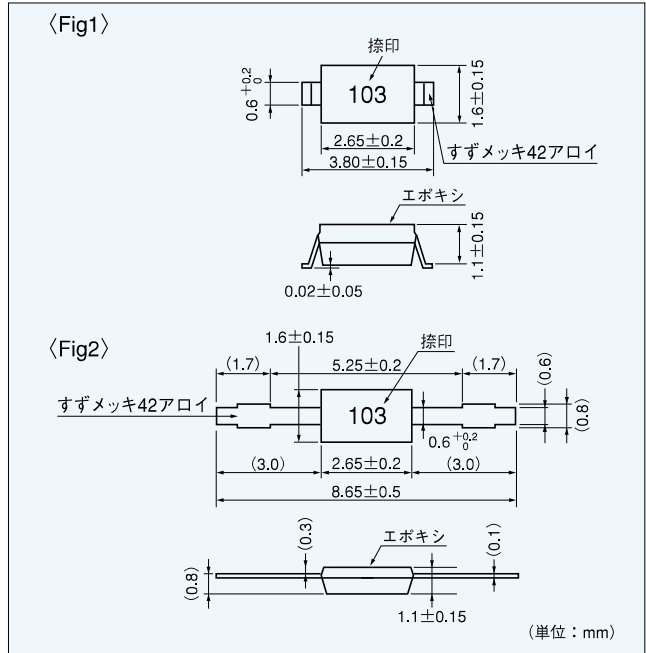 〈Fig1〉
捺印
0.6 +0.2 0
103
1.6±0.15
2.65±0.2
すずメッキ42アロイ
3.80±0.15
エポキシ
1.1±0.15
0.02±0.05
〈Fig2〉
1.6±0.15
捺印
(1.7)
5.25±0.2
(1.7)
(0.6)
(0.8)
すずメッキ42アロイ
103
0.6 +0.2 0
(3.0)
2.65±0.2
(3.0)
8.65±0.5
(0.3)
エポキシ
(0.1)
(0.8)
1.1±0.15
(単位：mm)